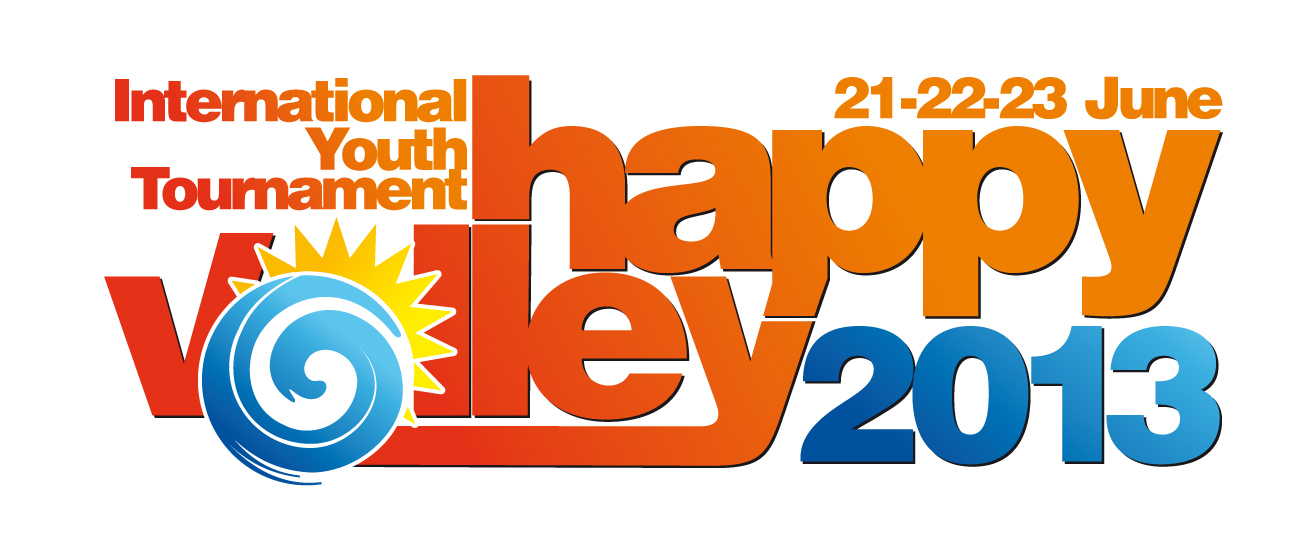 International
Youth
Tournament
21-22-23 June
happy
volley
2013